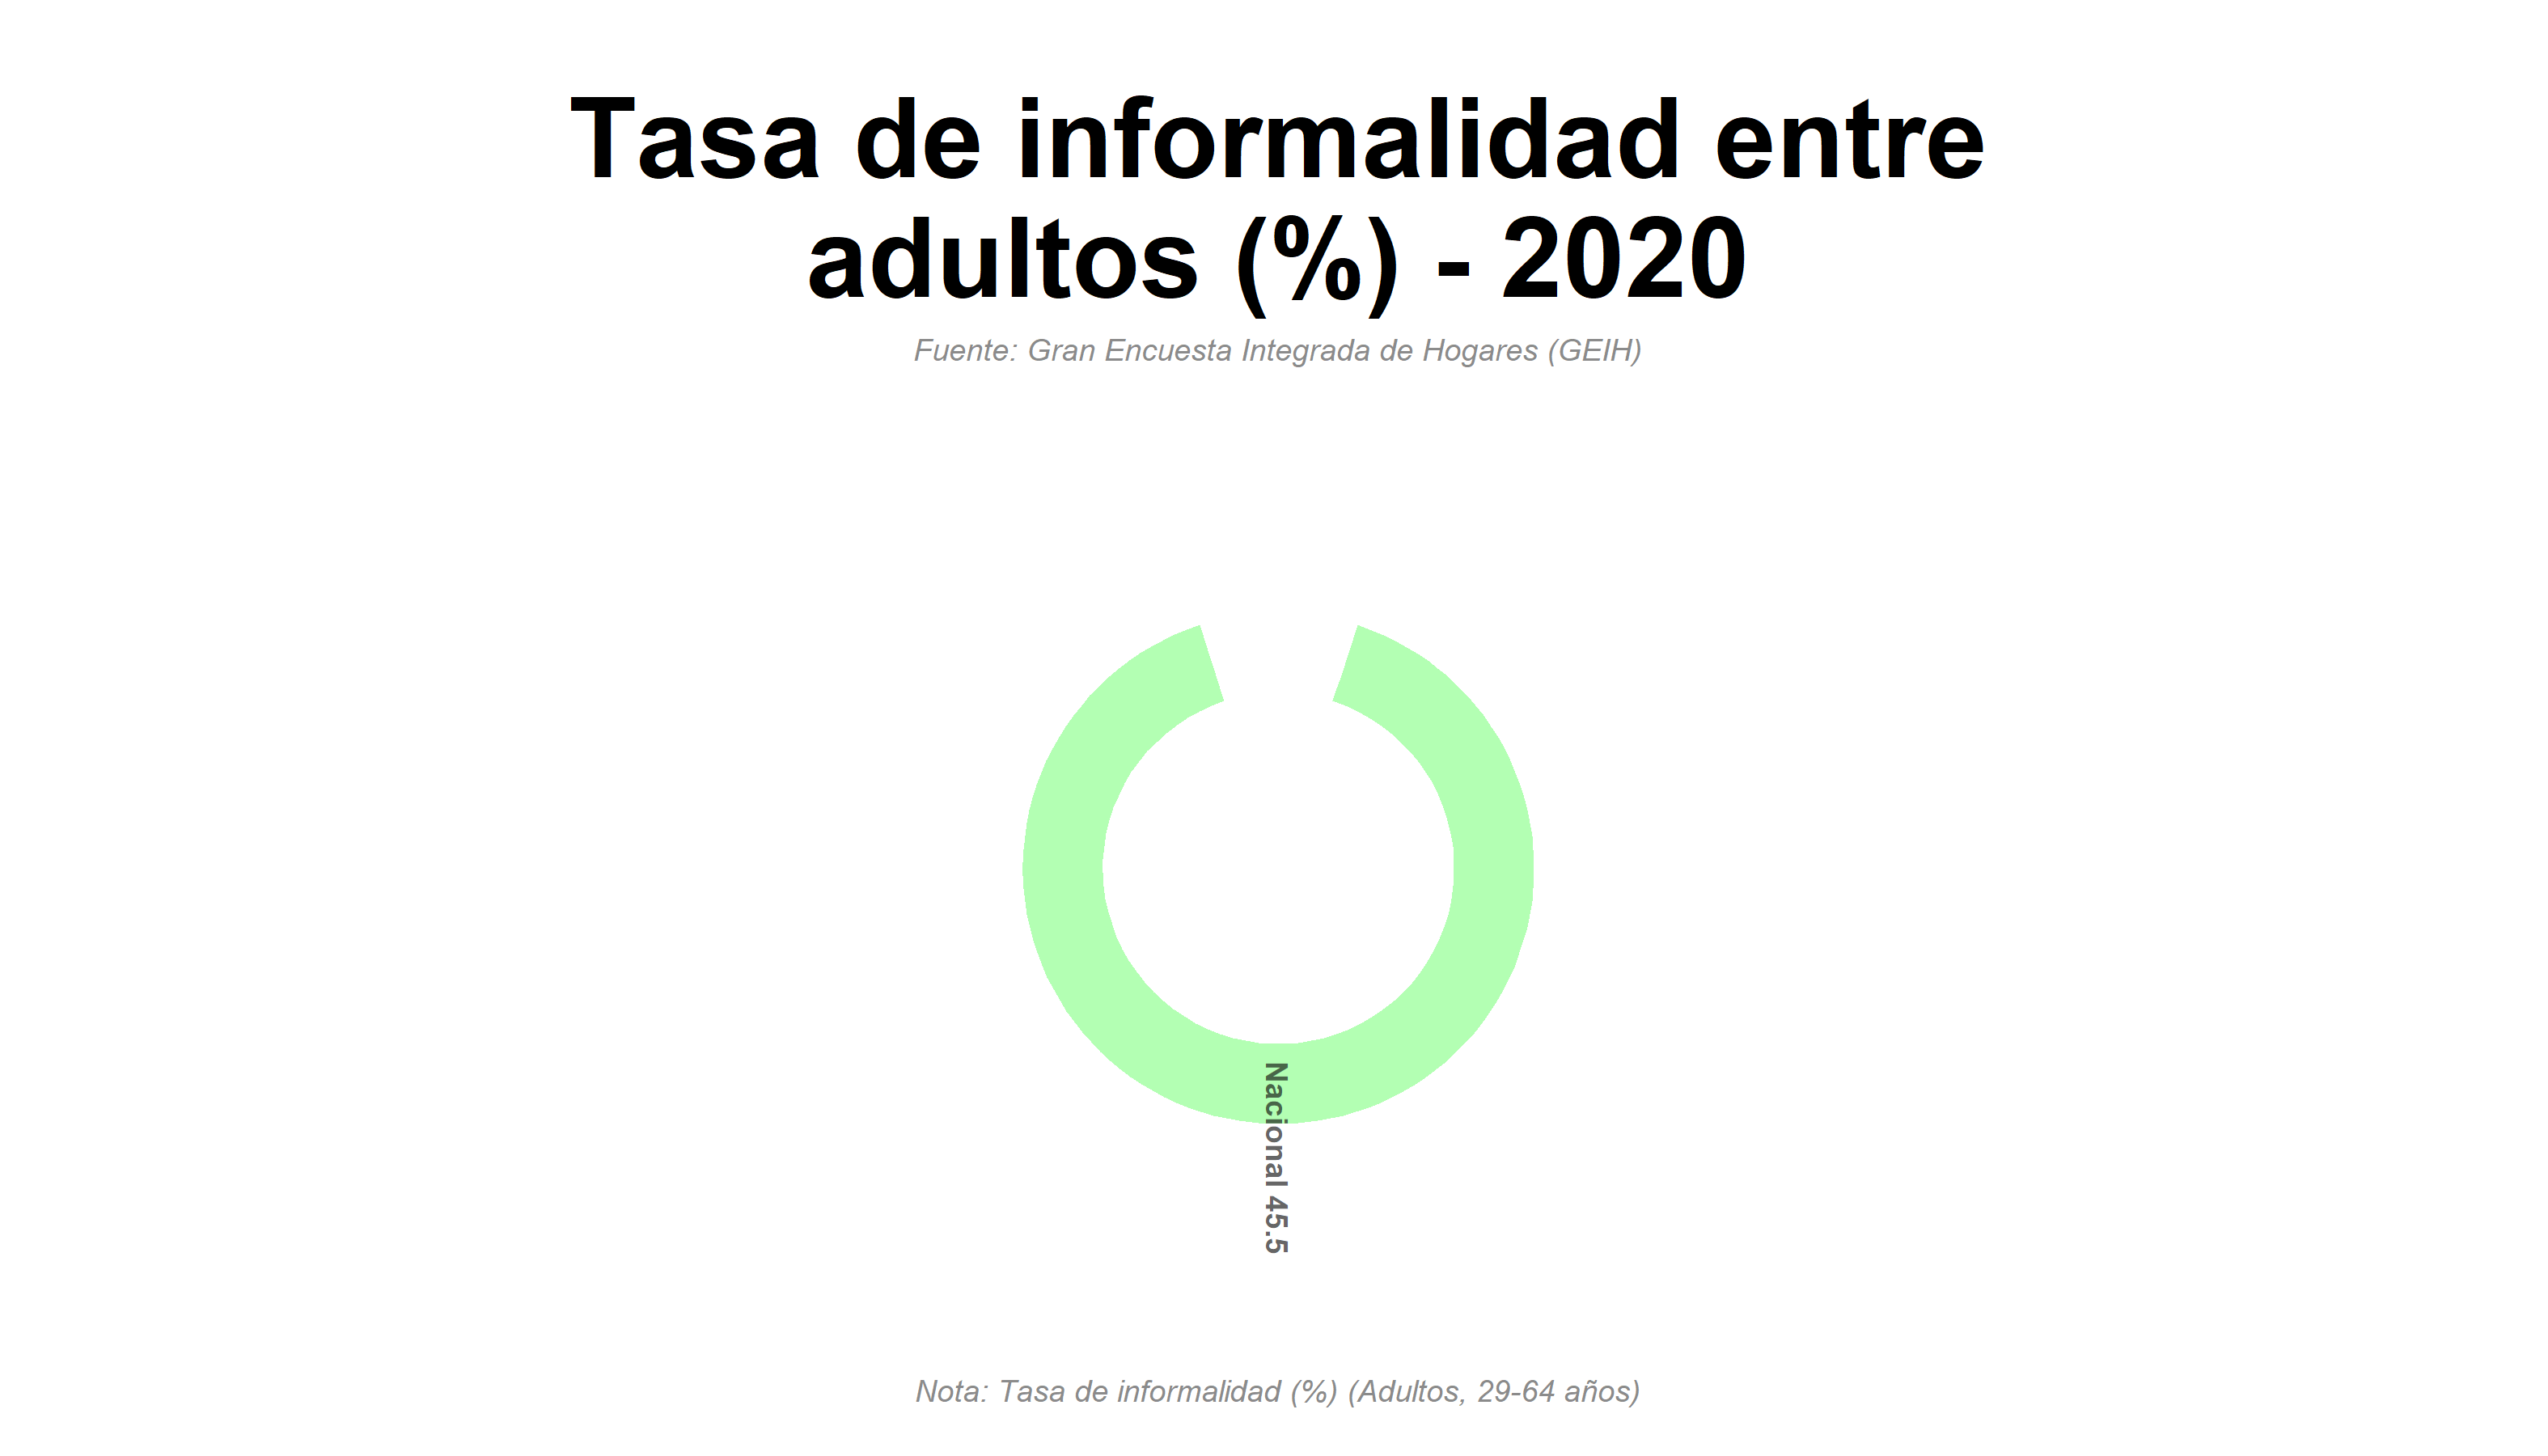 Tasa de informalidad entre
adultos (%) - 2020
Fuente: Gran Encuesta Integrada de Hogares (GEIH)
Nacional 45.5
Nota: Tasa de informalidad (%) (Adultos, 29-64 años)